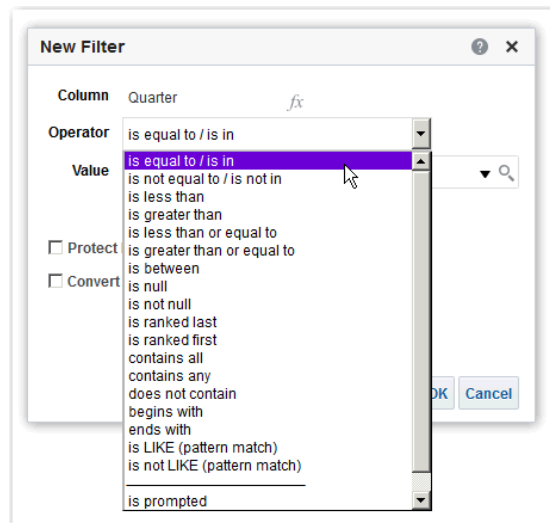 New Filter
Column Quarter fx
Operator is equal to / is in
Value
is equal to / is in
is not equal to / is not in
is less than
is greater than
is less than or equal to
is greater than or equal to
is between
is null
is not null
is ranked last
is ranked first
contains all
contains any
does not contain
begins with
ends with
is LIKE (pattern match)
is not LIKE (pattern match)
is prompted
Protect
Convert
Cancel